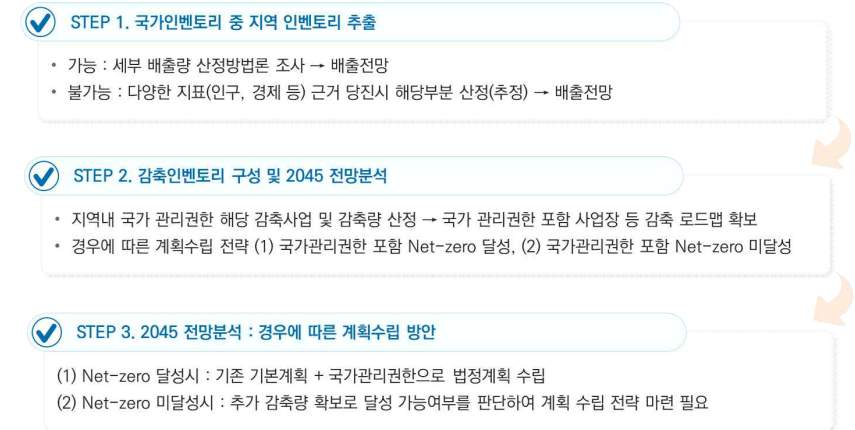 STEP 1. 국가인벤토리 중 지역 인벤토리 추출
• 가능 : 세부 배출량 산정방법론 조사 → 배출전망
• 불가능 : 다양한 지표(인구, 경제 등) 근거 당진시 해당부분 산정(추정) → 배출전망
STEP 2. 감축인벤토리 구성 및 2045 전망분석
• 지역내 국가 관리권한 해당 감축사업 및 감축량 산정 → 국가 관리권한 포함 사업장 등 감축 로드맵 확보
• 경우에 따른 계획수립 전략 (1) 국가관리권한 포함 Net-zero 달성, (2) 국가관리권한 포함 Net-zero 미달성
STEP 3. 2045 전망분석 : 경우에 따른 계획수립 방안
(1) Net-zero 달성시 : 기존 기본계획 + 국가관리권한으로 법정계획 수립
(2) Net-zero 미달성시 : 추가 감축량 확보로 달성 가능여부를 판단하여 계획 수립 전략 마련 필요